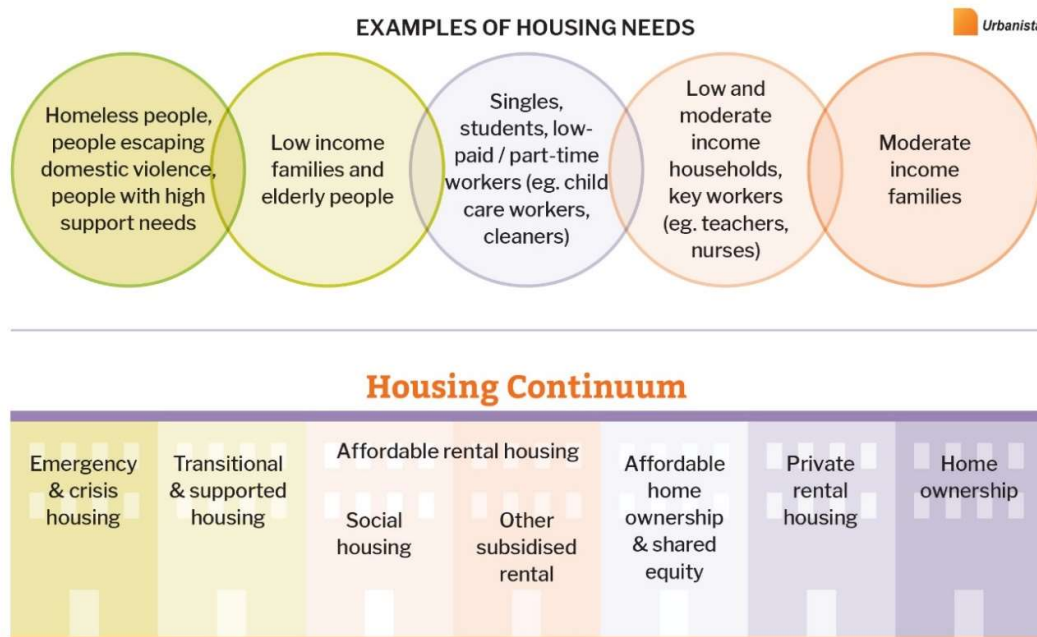 EXAMPLES OF HOUSING NEEDS
Urbanista
Homeless people,
people escaping
domestic violence,
people with high
support needs
Low income
families and
elderly people
Singles,
students, low-
paid / part-time
workers (eg. child
care workers,
cleaners)
Low and
moderate
income
households,
key workers
(eg. teachers,
nurses)
Moderate
income
families
Housing Continuum
Emergency
& crisis
housing
Transitional
& supported
housing
Affordable rental housing
Social
housing
Other
subsidised
rental
Affordable
home
ownership
& shared
equity
Private
rental
housing
Home
ownership